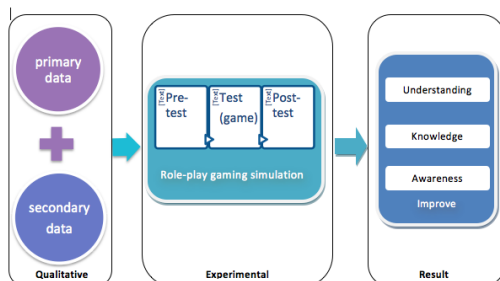 primary
data
secondary
data
Qualitative
[Text]
Pre-
test
[Text]
Test
(game)
[Text]
Post-
test
Role-play gaming simulation
Experimental
Understanding
Knowledge
Awareness
Improve
Result